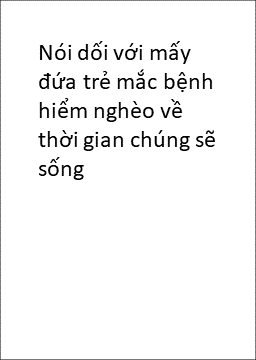 Nói dối với mấy
đứa trẻ mắc bệnh
hiểm nghèo về
thời gian chúng sẽ
sống